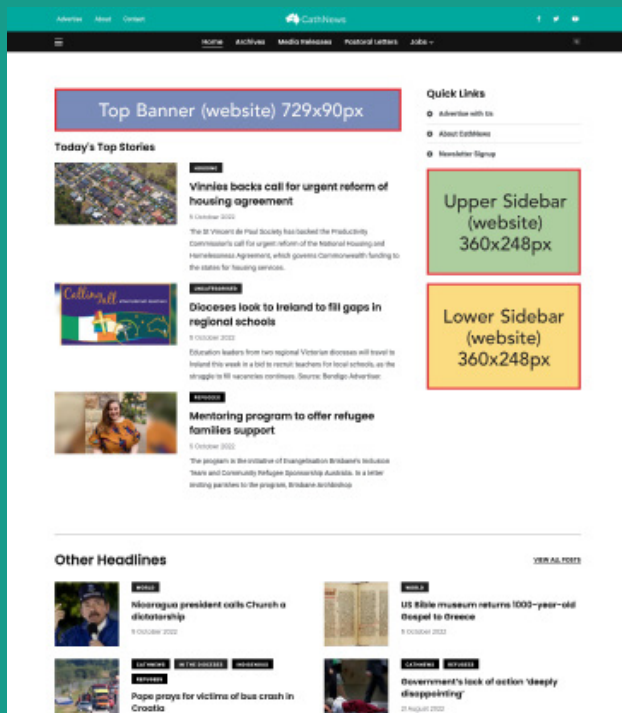 Advertise About Contact
CathNews
Home Archives Media Releases Pastoral Letters Jobs
Top Banner (website) 729x90px
Today's Top Stories
HOUSING
Vinnies backs call for urgent reform of
housing agreement
5 October 2022
The St Vincent de Paul Society has backed the Productivity
Commission's call for urgent reform of the National Housing and
Homelessness Agreement, which governs Commonwealth funding to
the states for housing services.
Calling All
UNCATEGORISED
Dioceses look to Ireland to fill gaps in
regional schools
5 October 2022
Education leaders from two regional Victorian dioceses will travel to
Ireland this week in a bid to recruit teachers for local schools, as the
struggle to fill vacancies continues. Source: Bendigo Advertiser.
REFUGEES
Mentoring program to offer refugee
families support
5 October 2022
The program is the initiative of Evangelisation Brisbane's Inclusion
Team and Community Refugee Sponsorship Australia. In a letter
inviting parishes to the program, Brisbane Archbishop
Quick Links
Advertise with Us
About CathNews
Newsletter Signup
Upper Sidebar
(website)
360x248px
Lower Sidebar
(website)
360x248px
Other Headlines
VIEW ALL POSTS
WORLD
Nicaragua president calls Church a
dictatorship
5 October 2022
WORLD
US Bible museum returns 1000-year-old
Gospel to Greece
5 October 2022
CATHNEWS IN THE DIOCESES INDIGENOUS
REFUGEES
Pope prays for victims of bus crash in
Croatia
CATHNEWS REFUGEES
Government's lack of action 'deeply
disappointing'
21 August 2022